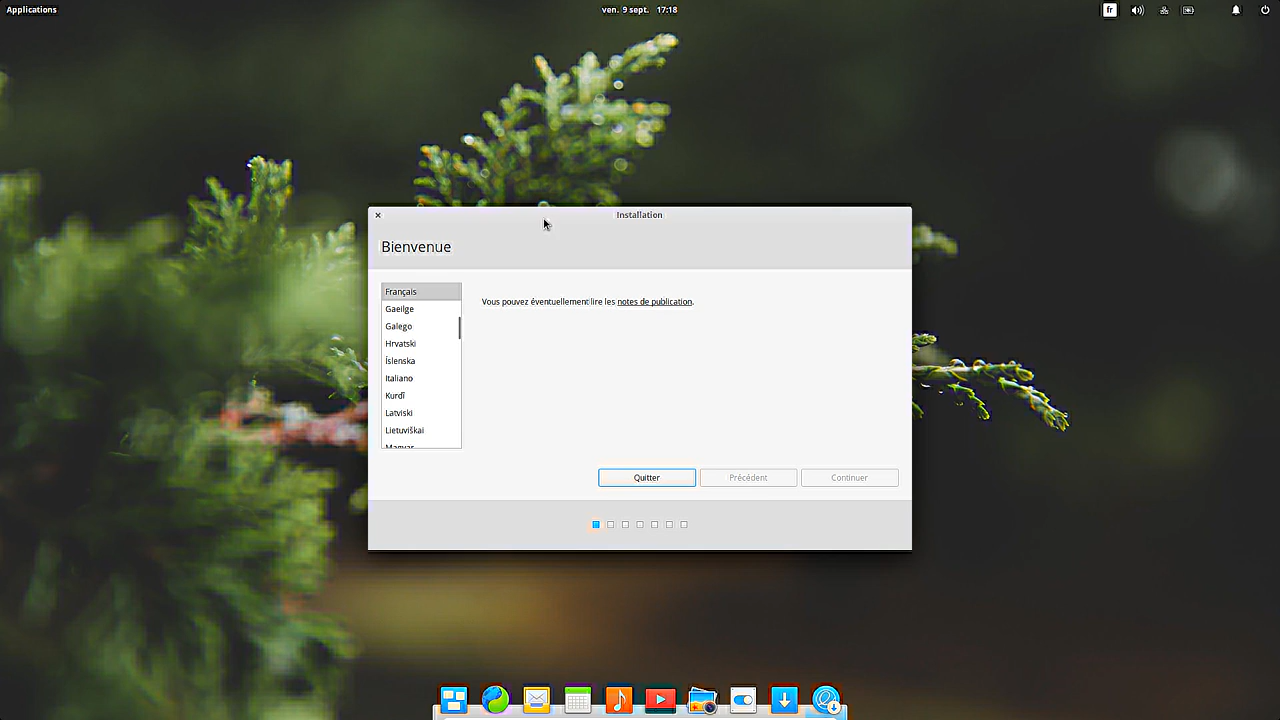 Applications
ven. 9 sept. 17:18
fr
Installation
Bienvenue
Français
Gaeilge
Galego
Hrvatski
Íslenska
Italiano
Kurdî
Latviski
Lietuviškai
Magyar
Vous pouvez éventuellement lire les notes de publication.
Quitter
Précédent
Continuer